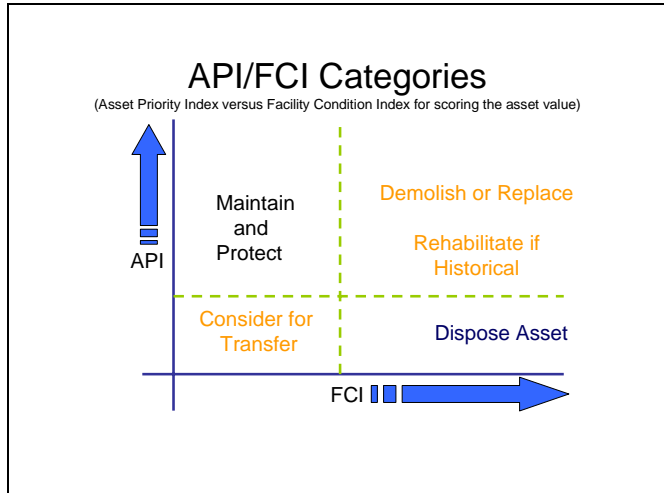 API/FCI Categories
(Asset Priority Index versus Facility Condition Index for scoring the asset value)
Maintain
and
Protect
Demolish or Replace
Rehabilitate if
Historical
API
Consider for
Transfer
Dispose Asset
FCI